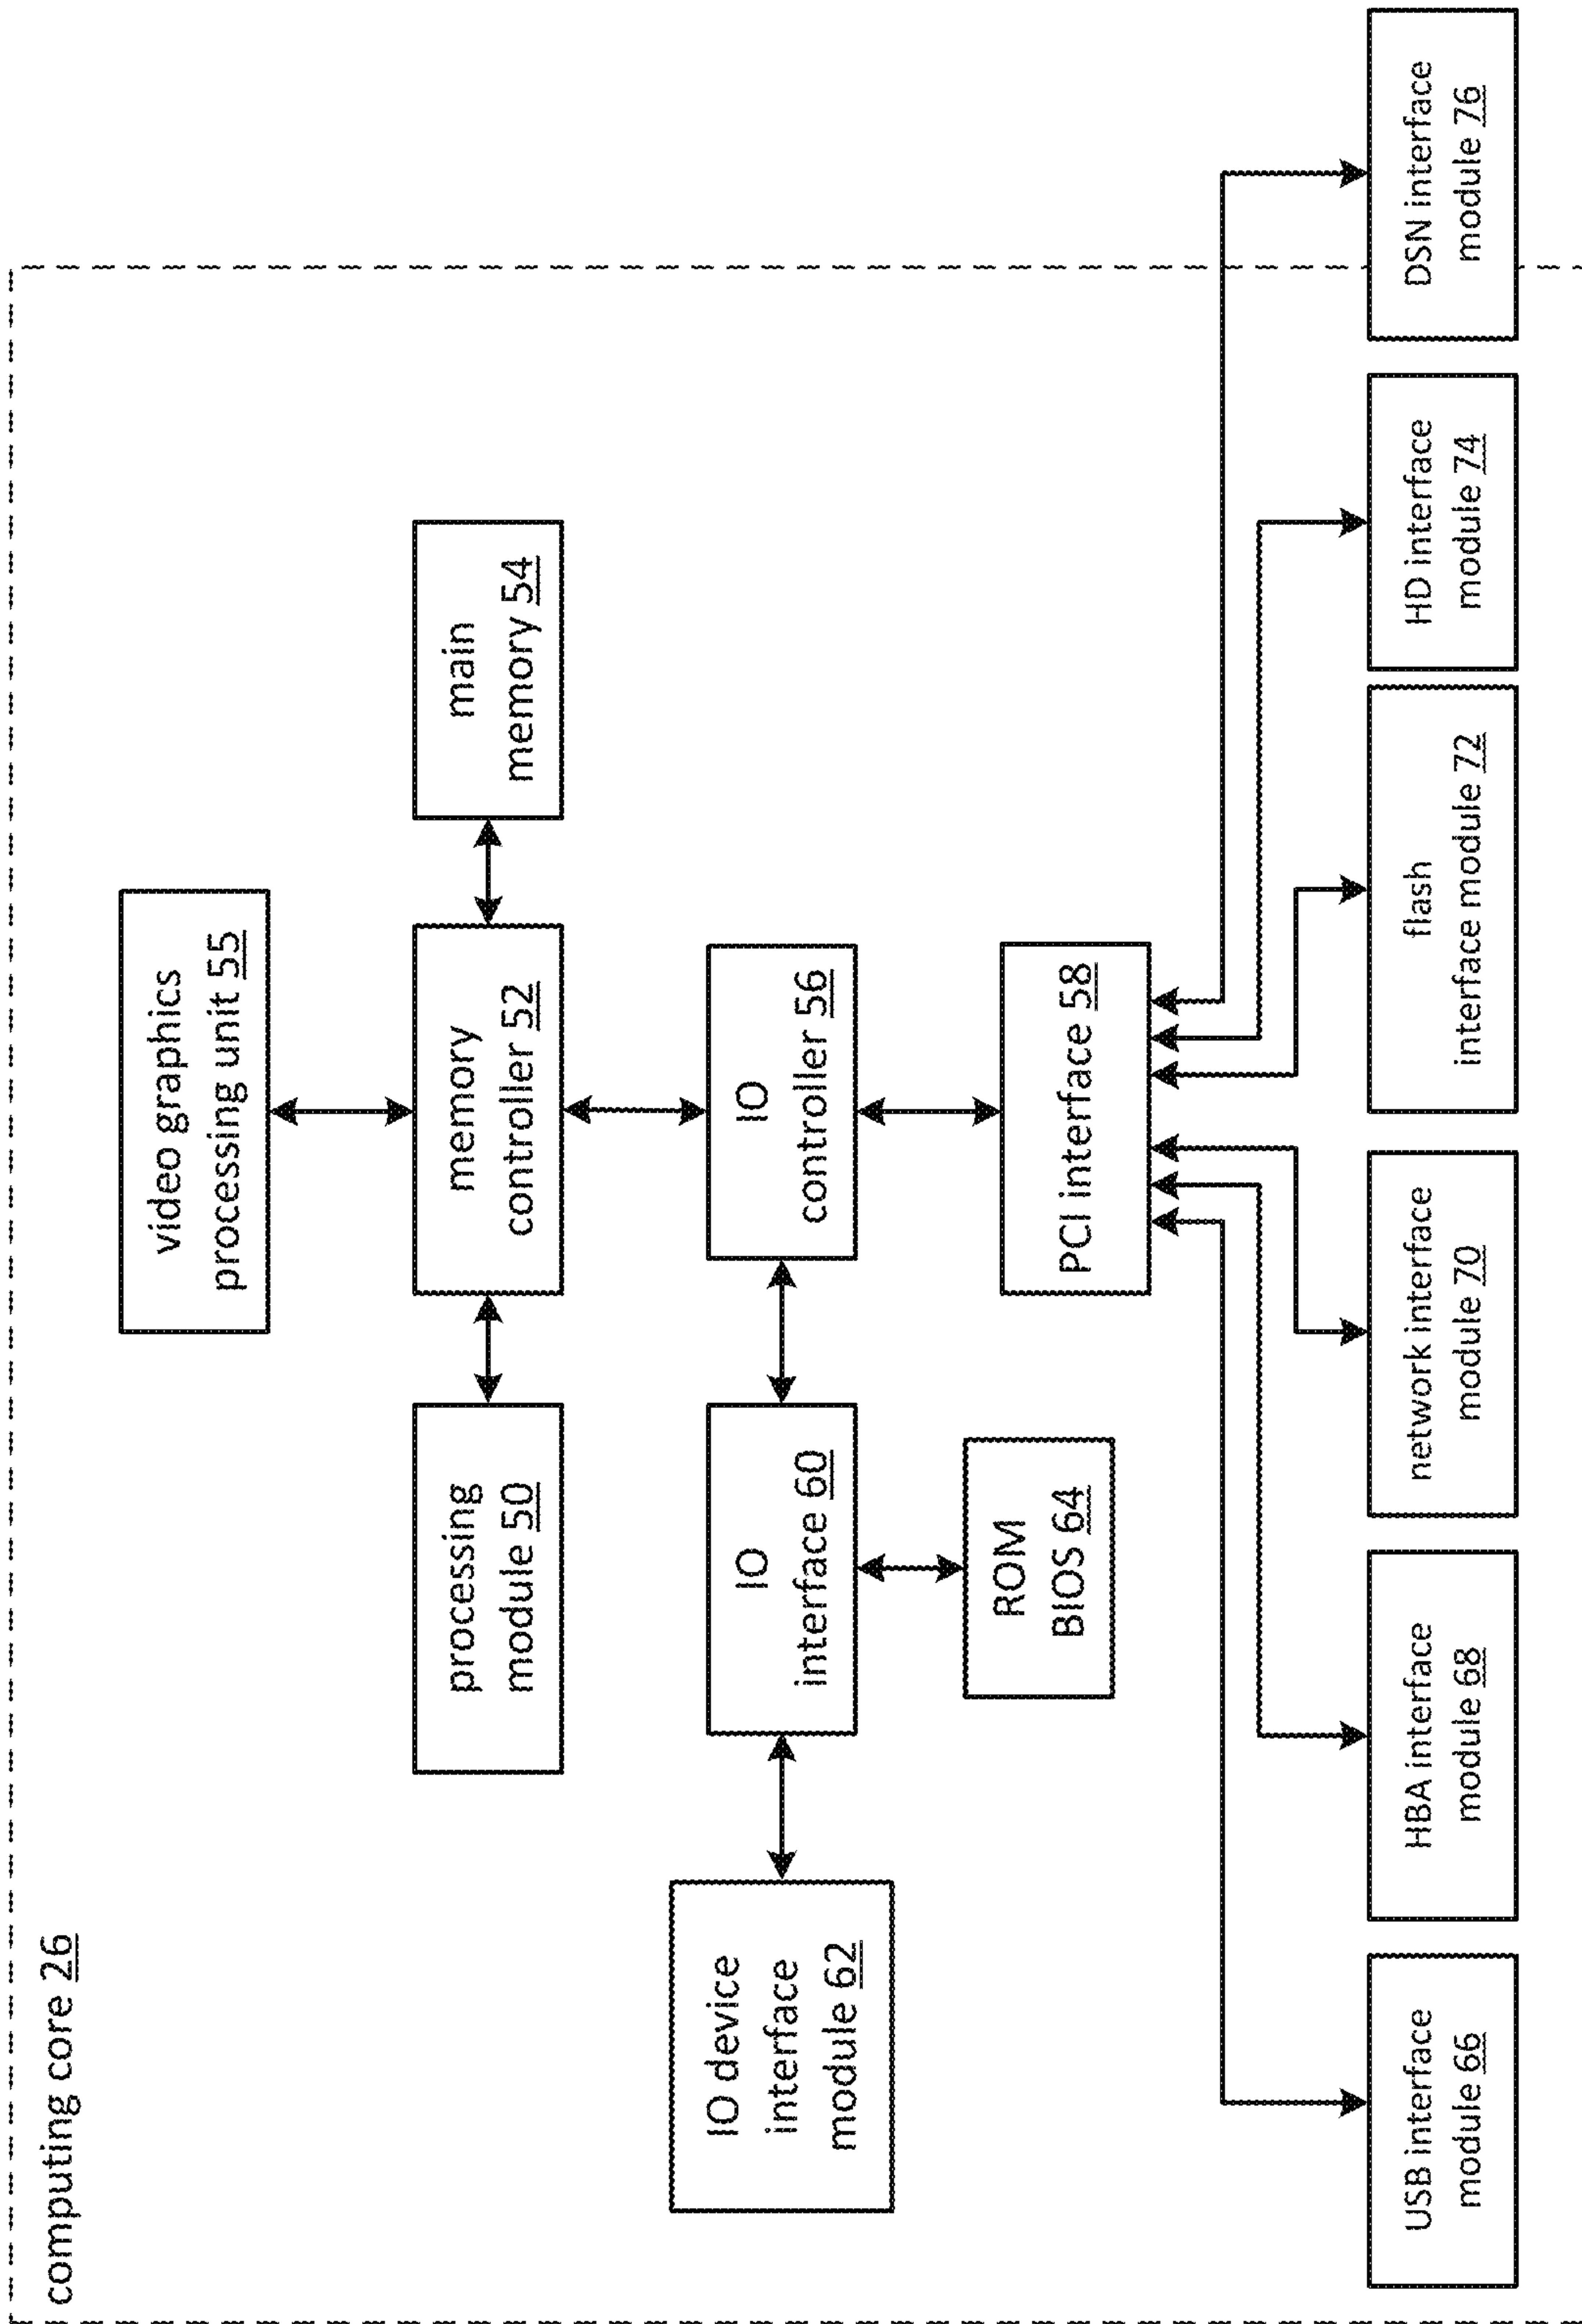 computing core 26
video graphics
processing unit 55
processing
module 50
memory
controller 52
main
memory 54
IO device
interface
module 62
IO
interface 60
IO
controller 56
ROM
BIOS 64
PCI interface 58
USB interface
module 66
HBA interface
module 68
network interface
module 70
flash
interface module 72
HD interface
module 74
DSN interface
module 76